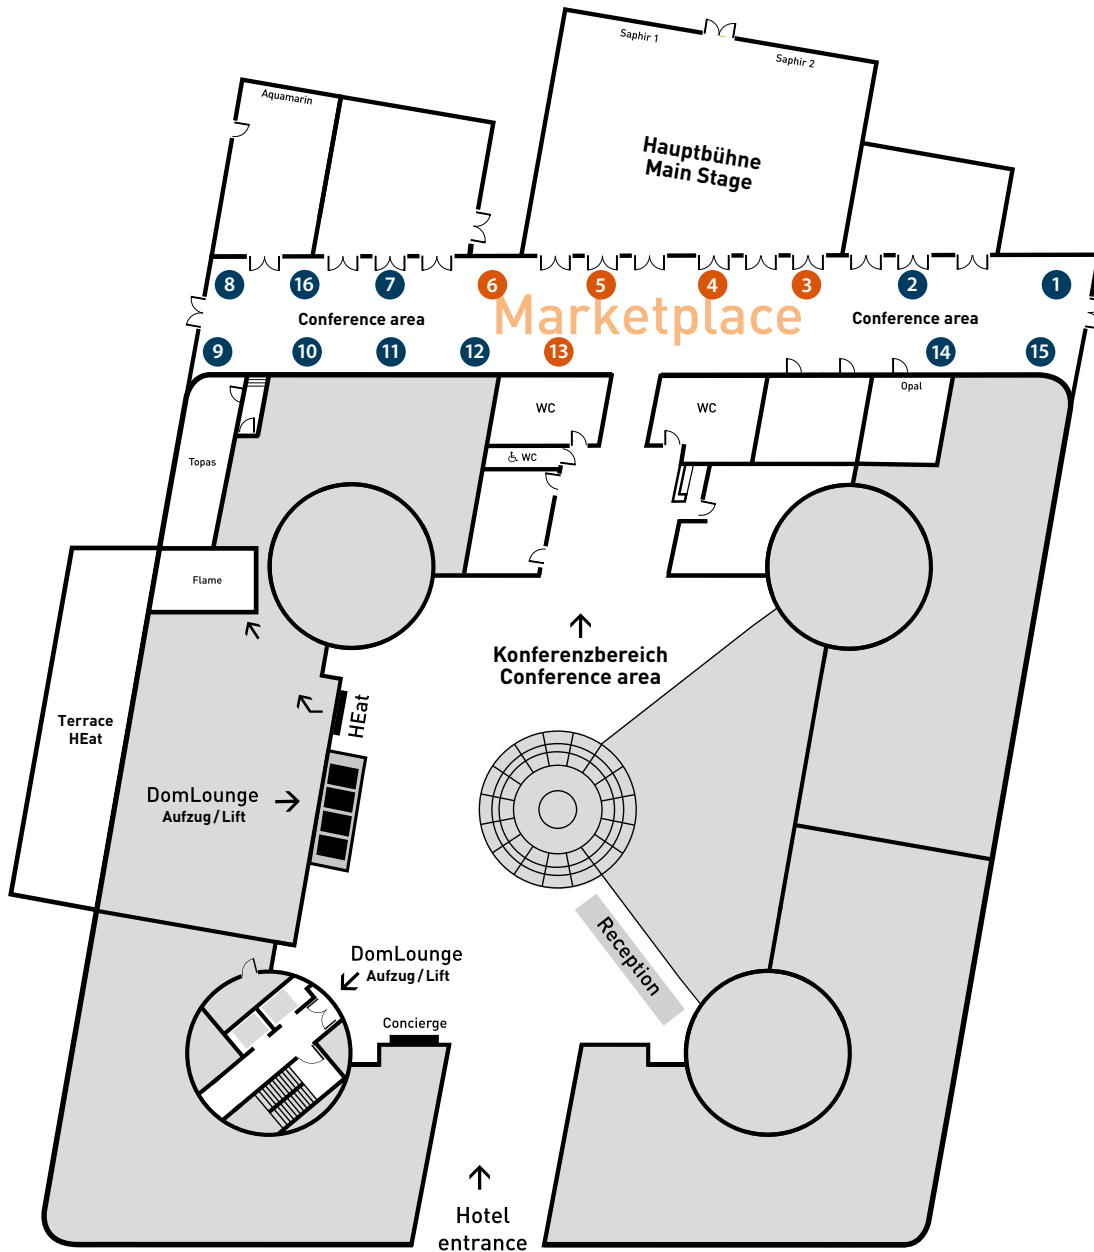 Saphir 1
Saphir 2
Aquamarin
Hauptbühne
Main Stage
8
16
7
6
5
4
3
2
1
Conference area
Marketplace
Conference area
9
10
11
12
13
14
15
WC
WC
Opal
WC
Topas
Flame
Konferenzbereich
Conference area
HEat
Terrace
HEat
DomLounge
Aufzug / Lift
Reception
DomLounge
Aufzug / Lift
Concierge
Hotel
entrance